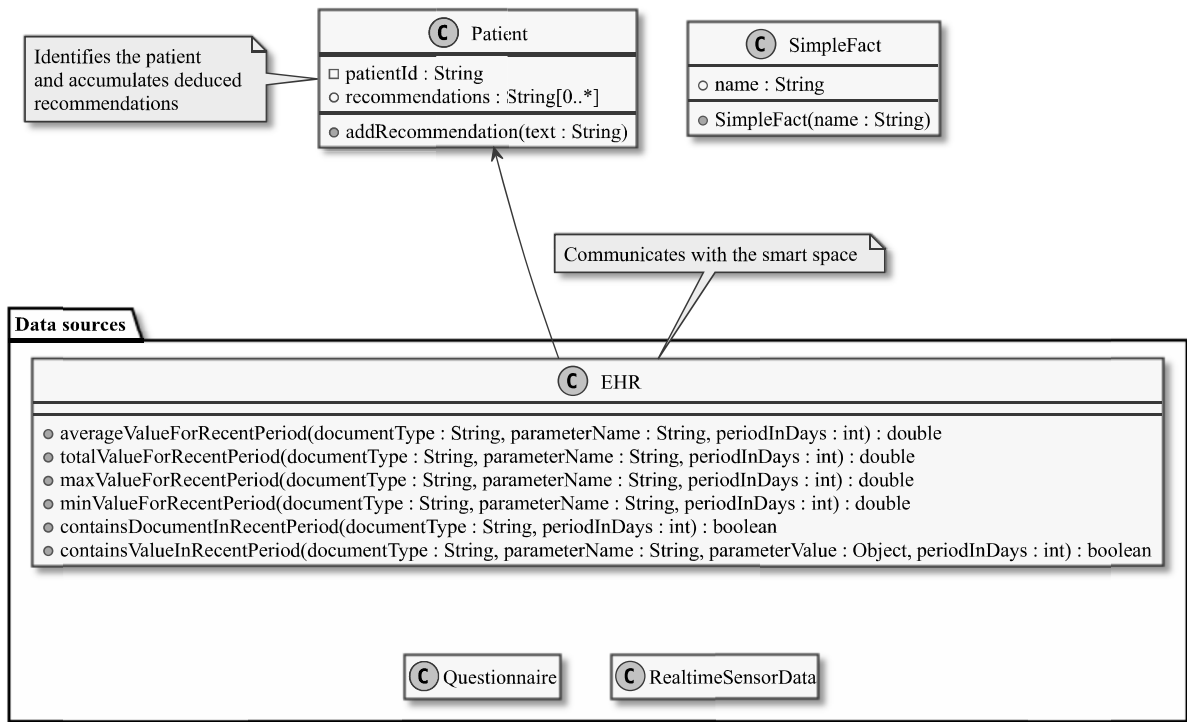 Identifies the patient
and accumulates deduced
recommendations
C Patient
patientId : String
recommendations : String[0..*]
addRecommendation(text : String)
C SimpleFact
name : String
SimpleFact(name : String)
Communicates with the smart space
Data sources
C EHR
averageValueForRecentPeriod(documentType : String, parameterName : String, periodInDays : int) : double
totalValueForRecentPeriod(documentType : String, parameterName : String, periodInDays : int) : double
maxValueForRecentPeriod(documentType : String, parameterName : String, periodInDays : int) : double
minValueForRecentPeriod(documentType : String, parameterName : String, periodInDays : int) : double
containsDocumentInRecentPeriod(documentType : String, periodInDays : int) : boolean
containsValueInRecentPeriod(documentType : String, parameterName : String, parameterValue : Object, periodInDays : int) : boolean
C Questionnaire
C RealtimeSensorData